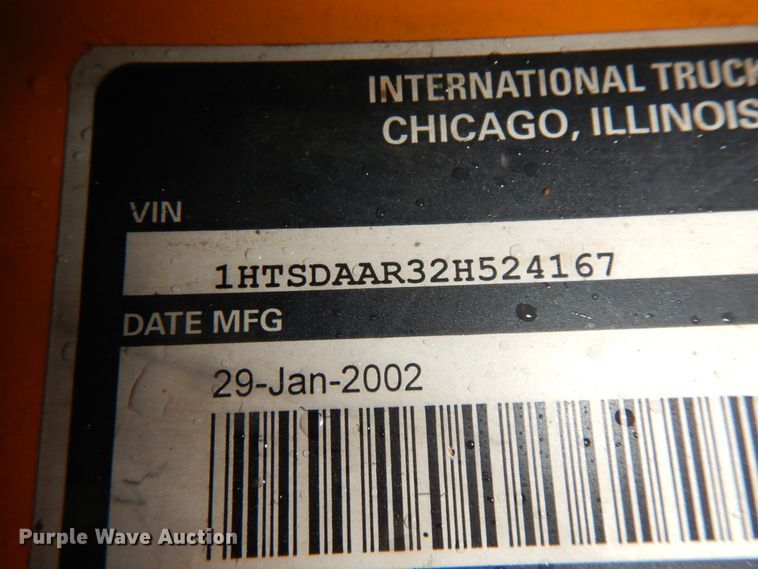 INTERNATIONAL TRUCK
CHICAGO, ILLINOIS
VIN
1HTSDAAR32H524167
DATE MFG
29-Jan-2002
Purple Wave Auction